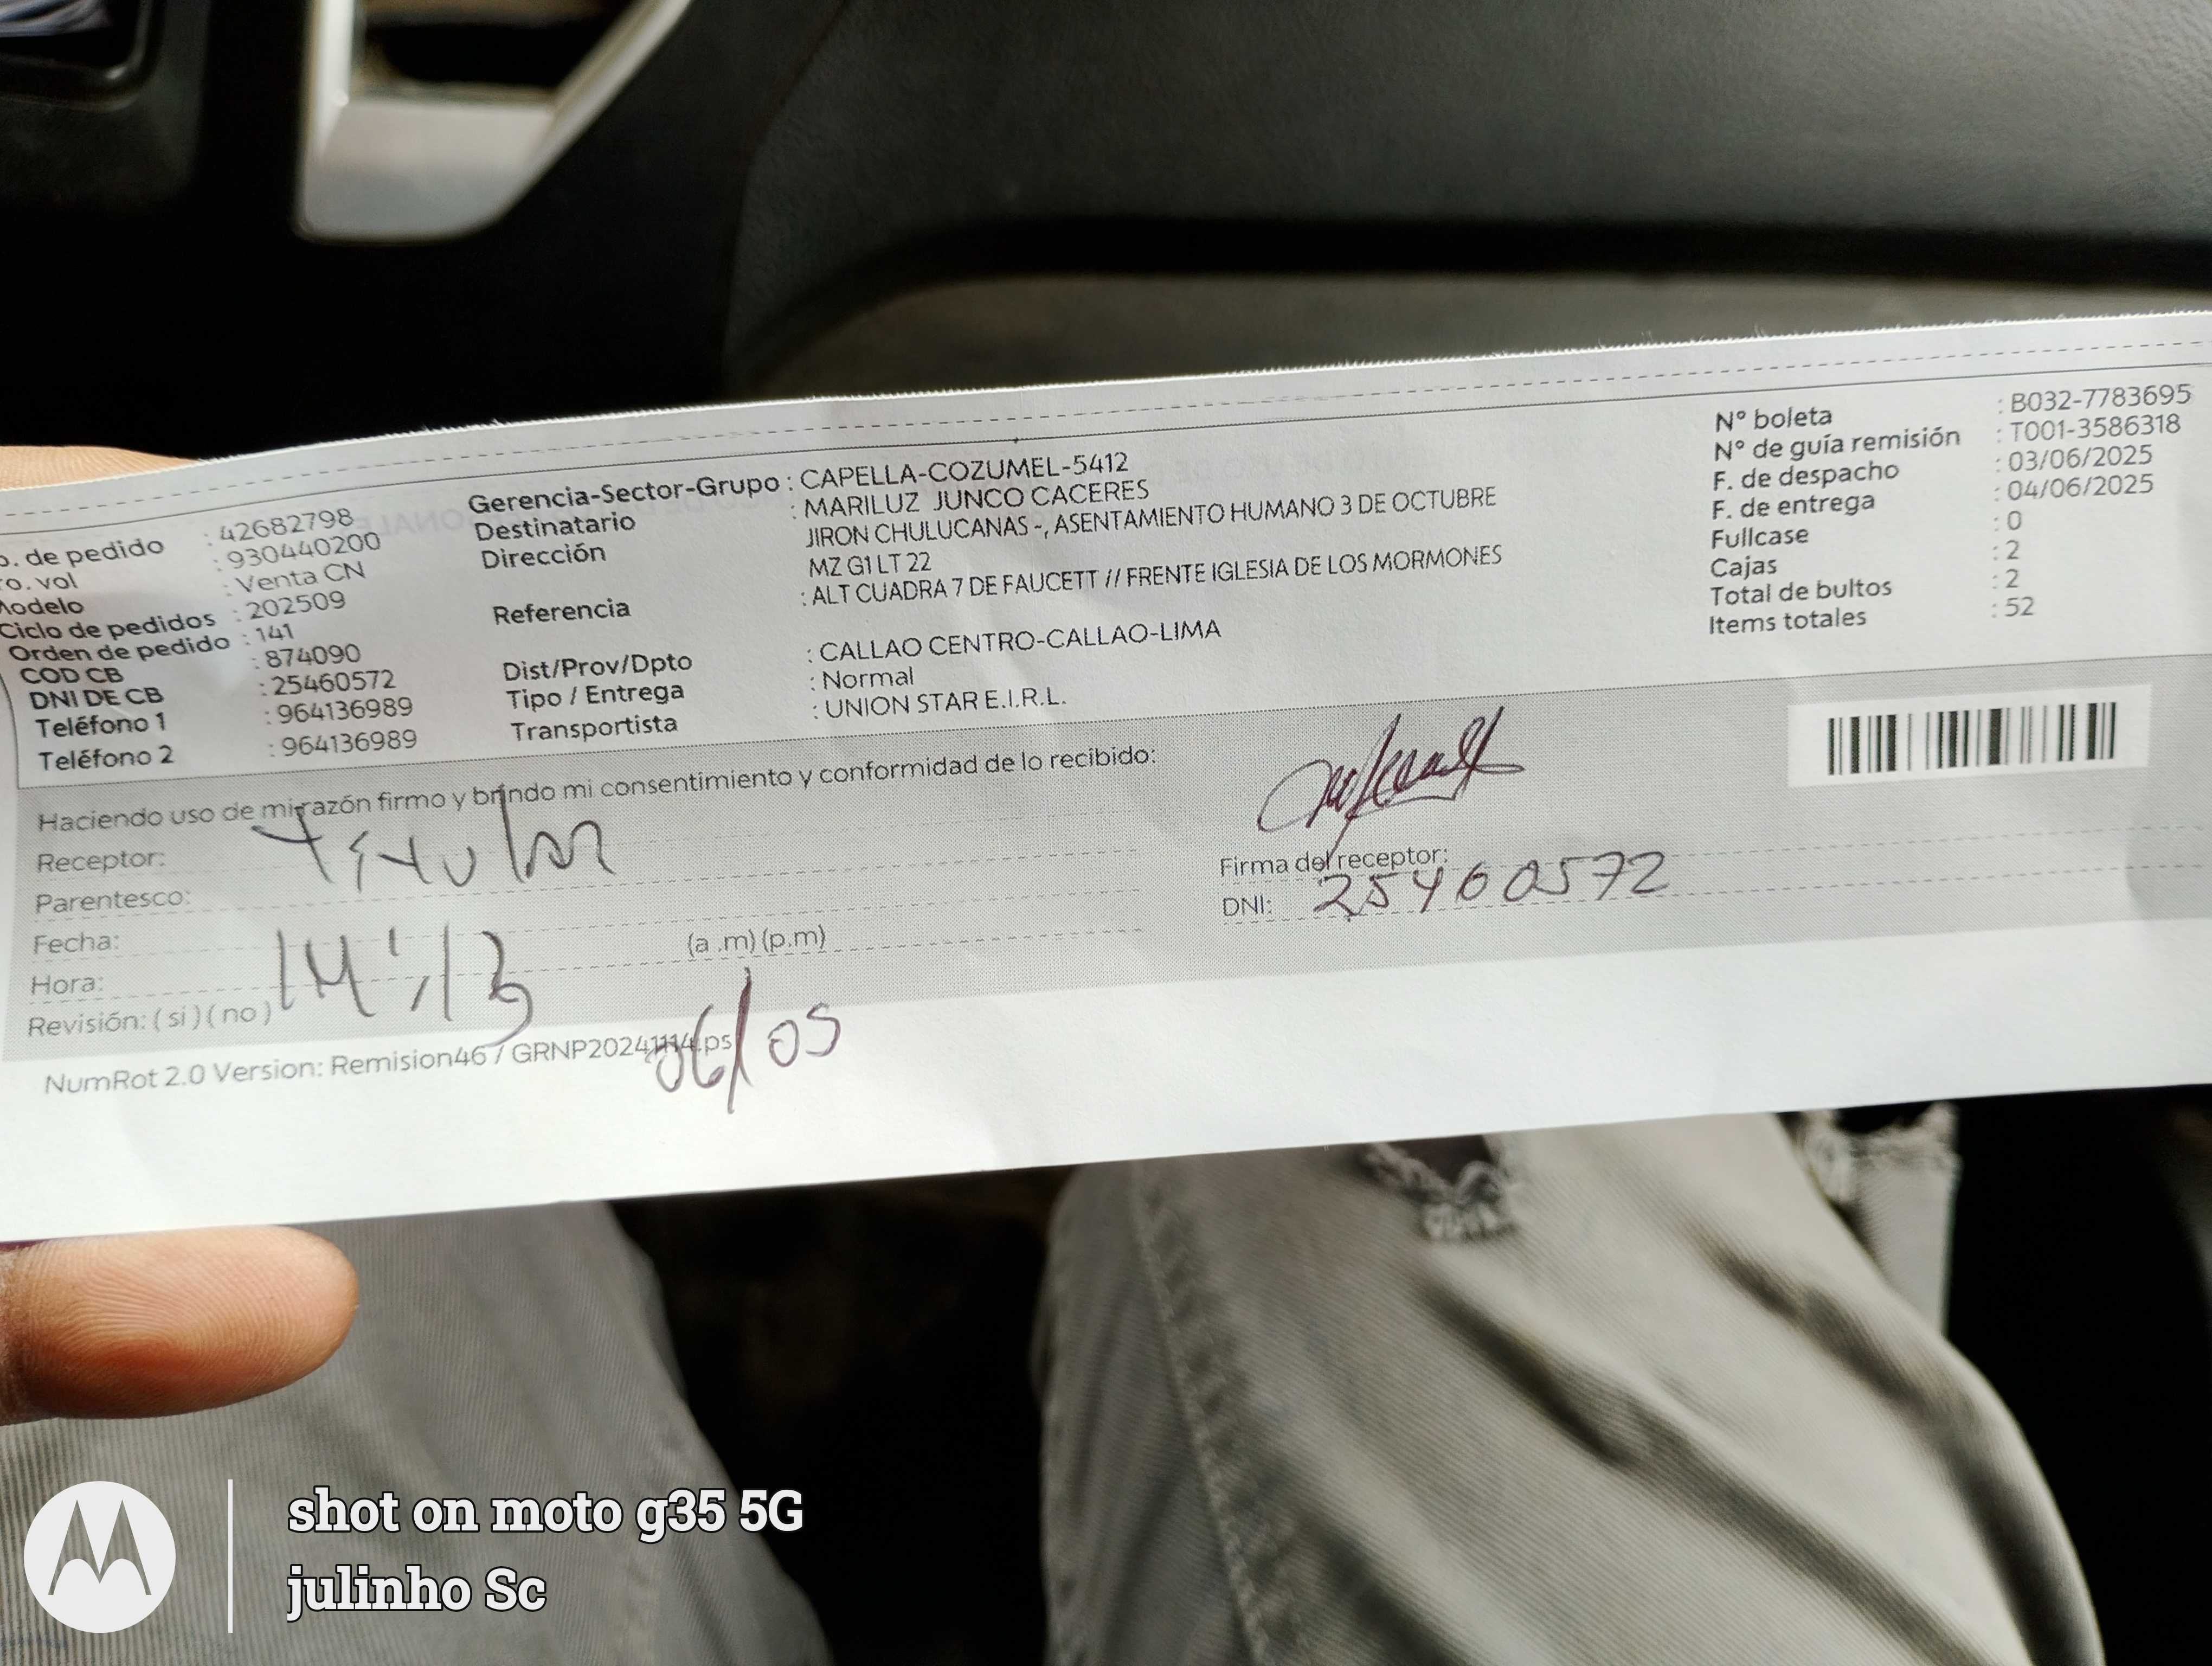 o. de pedido : 42682798
ro. vol : 930440200
Modelo : Venta CN
Ciclo de pedidos : 202509
Orden de pedido : 141
COD CB : 874090
DNI DE CB : 25460572
Teléfono 1 : 964136989
Teléfono 2 : 964136989
Gerencia-Sector-Grupo : CAPELLA-COZUMEL-5412
Destinatario : MARILUZ JUNCO CACERES
Dirección JIRON CHULUCANAS -, ASENTAMIENTO HUMANO 3 DE OCTUBRE
MZ G1 LT 22
Referencia : ALT CUADRA 7 DE FAUCETT // FRENTE IGLESIA DE LOS MORMONES
Dist/Prov/Dpto : CALLAO CENTRO-CALLAO-LIMA
Tipo / Entrega : Normal
Transportista : UNION STAR E.I.R.L.
N° boleta : B032-7783695
N° de guía remisión : T001-3586318
F. de despacho : 03/06/2025
F. de entrega : 04/06/2025
Fullcase : 0
Cajas : 2
Total de bultos : 2
Items totales : 52
Haciendo uso de mi razón firmo y brindo mi consentimiento y conformidad de lo recibido:
Receptor: Titular
Parentesco:
Fecha:
Hora: 14:13 (a .m) (p.m)
Revisión: ( si ) ( no )
Firma del receptor:
DNI: 25460572
06/05
NumRot 2.0 Version: Remision46 / GRNP20241114.ps
shot on moto g35 5G
julinho Sc